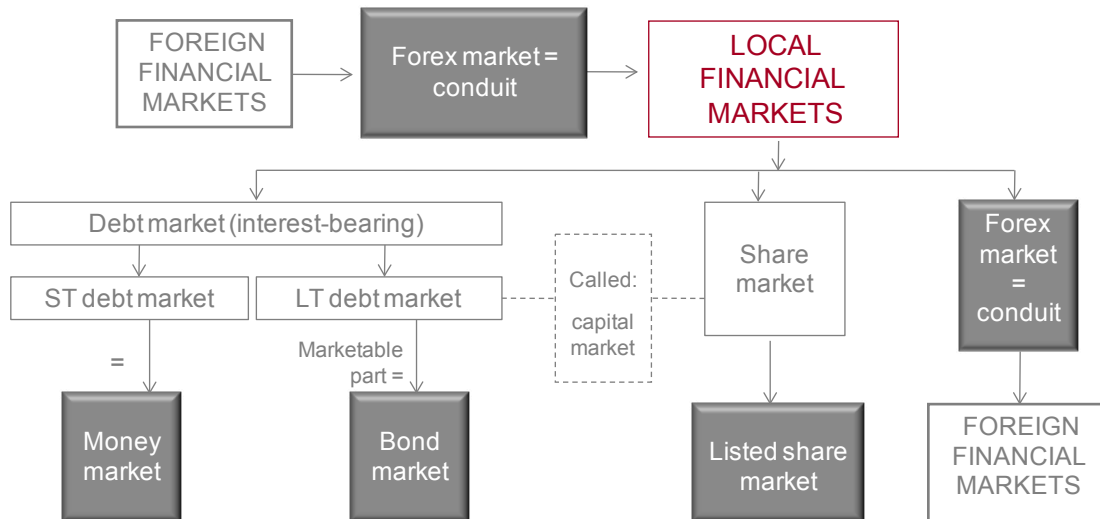 FOREIGN
FINANCIAL
MARKETS
Forex market =
conduit
LOCAL
FINANCIAL
MARKETS
Debt market (interest-bearing)
ST debt market
LT debt market
Called:
capital
market
Share
market
Forex
market
=
conduit
=
Marketable
part =
Money
market
Bond
market
Listed share
market
FOREIGN
FINANCIAL
MARKETS